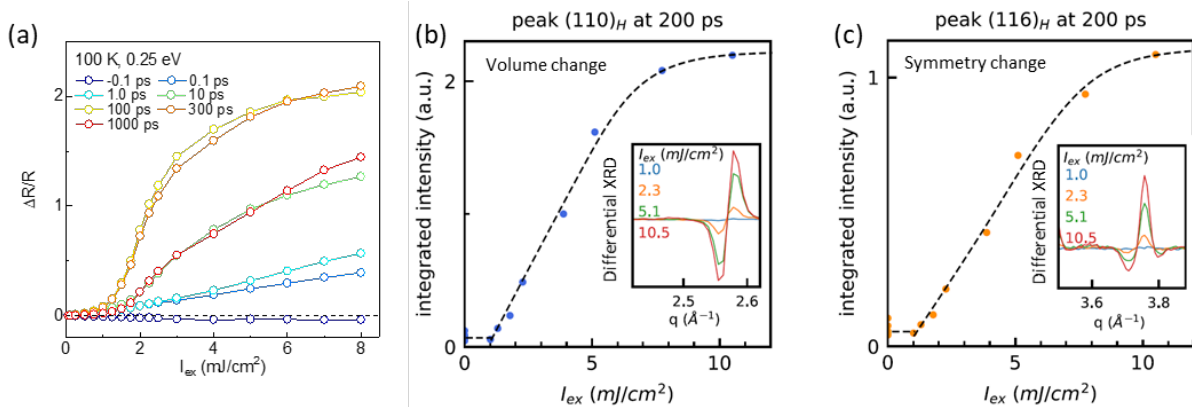 (a)
100 K, 0.25 eV
-0.1 ps 0.1 ps
1.0 ps 10 ps
100 ps 300 ps
1000 ps
ΔR/R
2
1
0
0 2 4 6 8
I_ex (mJ/cm²)
(b)
peak (110)_H at 200 ps
Volume change
integrated intensity (a.u.)
2
0
0 5 10
I_ex (mJ/cm²)
Differential XRD
I_ex (mJ/cm²)
1.0
2.3
5.1
10.5
2.5 2.6
q (Å⁻¹)
(c)
peak (116)_H at 200 ps
Symmetry change
integrated intensity (a.u.)
1
0
0 5 10
I_ex (mJ/cm²)
Differential XRD
I_ex (mJ/cm²)
1.0
2.3
5.1
10.5
3.6 3.8
q (Å⁻¹)